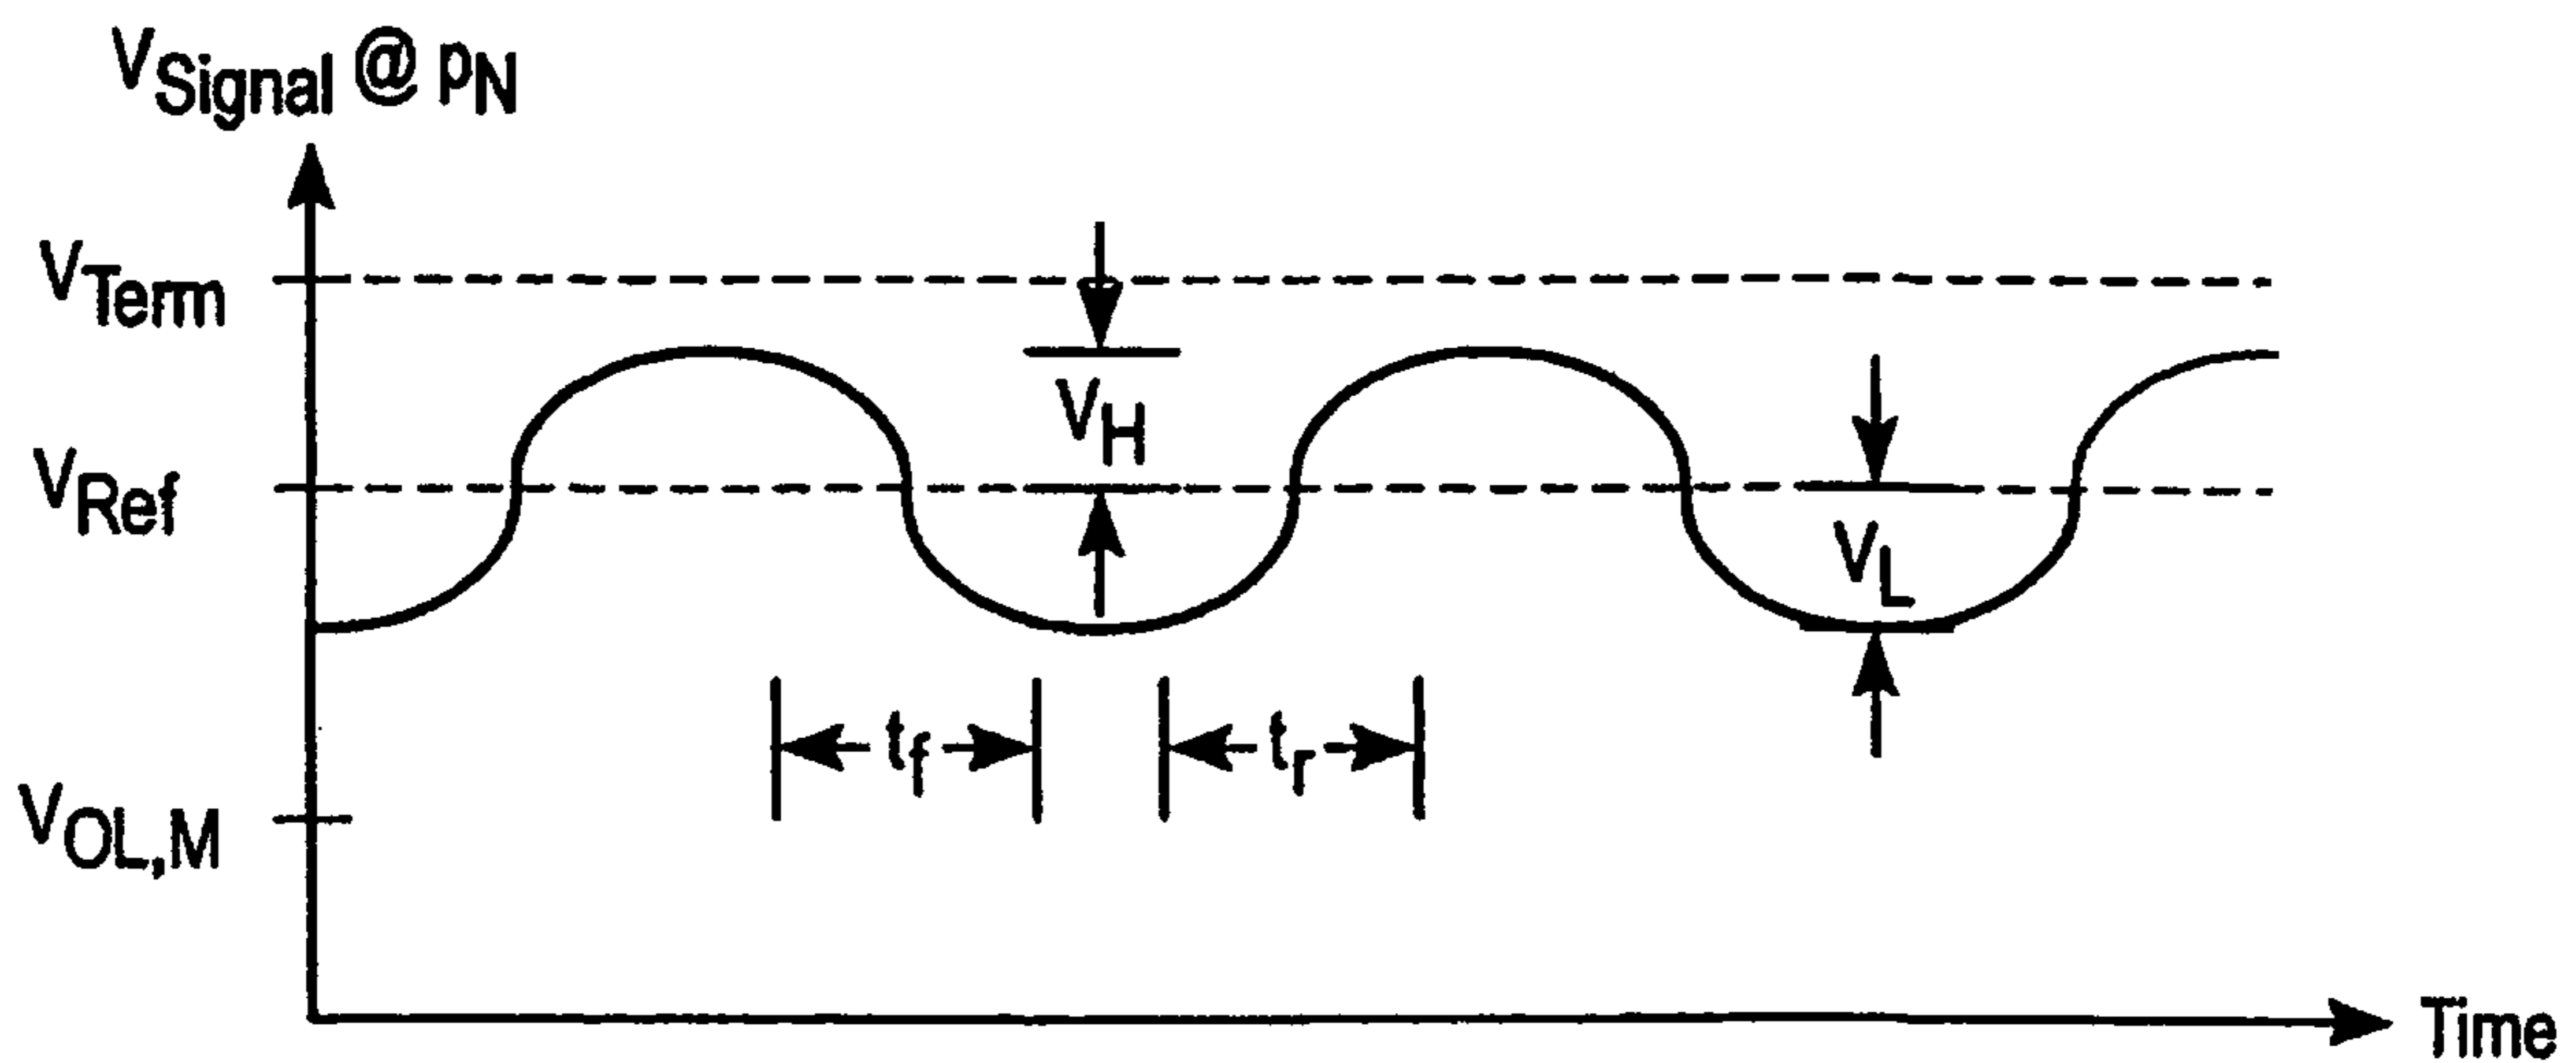 VSignal @ pN
VTerm
VH
VRef
VL
tf
tr
VOL,M
Time